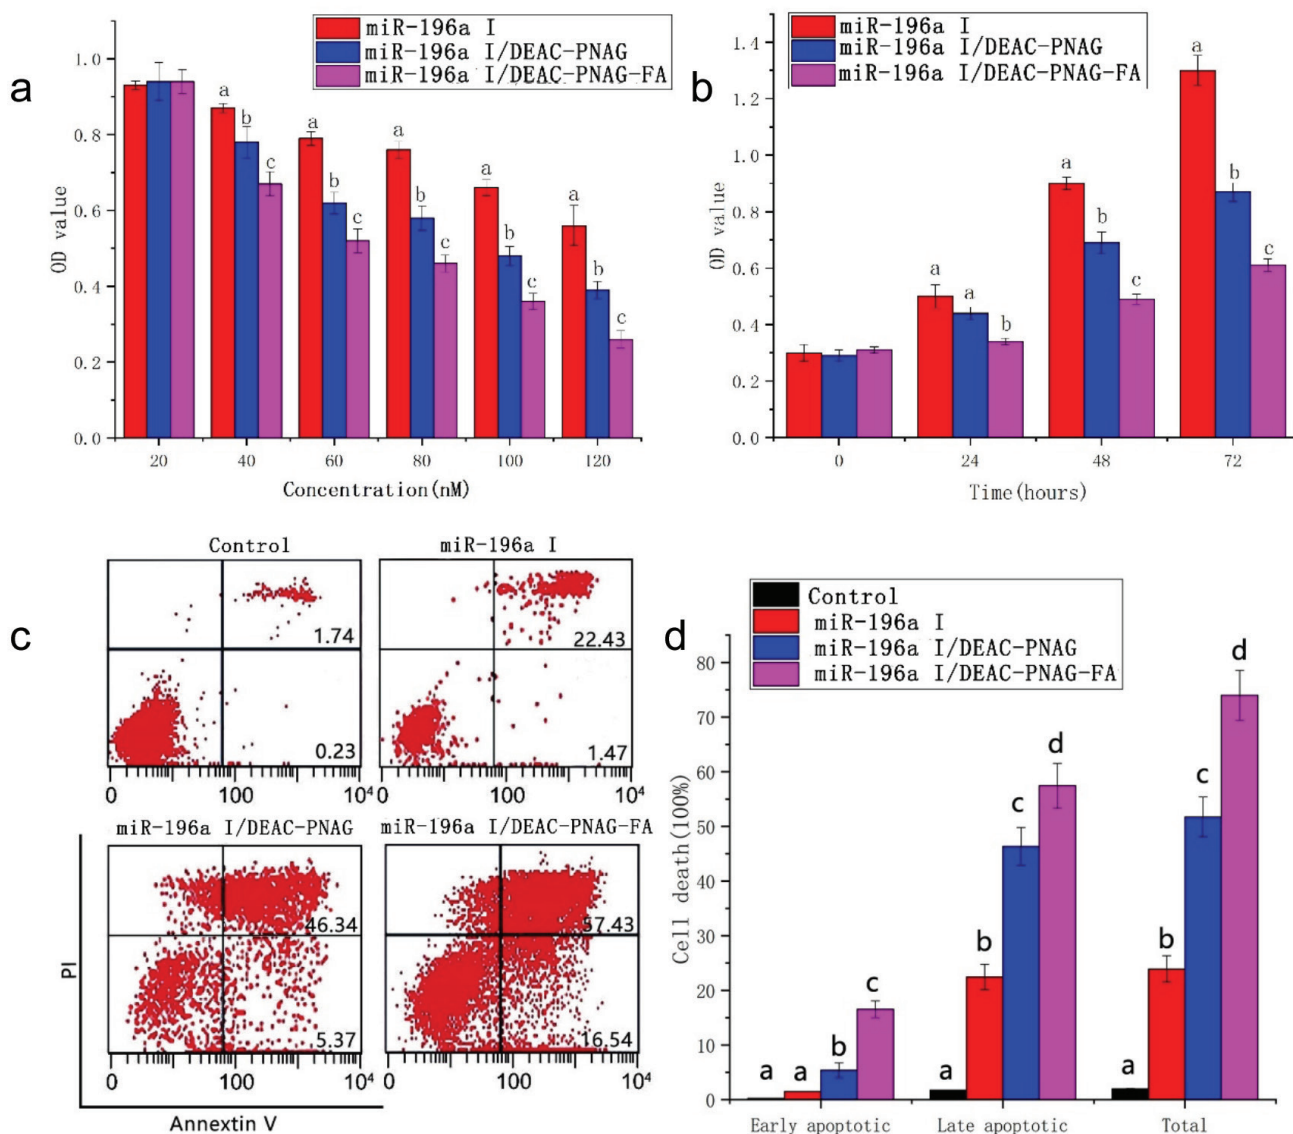 a
miR-196a I
miR-196a I/DEAC-PNAG
miR-196a I/DEAC-PNAG-FA
OD value
1.0
0.8
0.6
0.4
0.2
0.0
a
b
c
a
b
c
a
b
c
a
b
c
a
b
c
20 40 60 80 100 120
Concentration(nM)
b
miR-196a I
miR-196a I/DEAC-PNAG
miR-196a I/DEAC-PNAG-FA
OD value
1.4
1.2
1.0
0.8
0.6
0.4
0.2
0.0
a
a
b
a
b
c
a
b
c
0 24 48 72
Time(hours)
c
Control
1.74
0.23
0 100 10⁴
miR-196a I
22.43
1.47
0 100 10⁴
miR-196a I/DEAC-PNAG
46.34
5.37
0 100 10⁴
miR-196a I/DEAC-PNAG-FA
57.43
16.54
0 100 10⁴
PI
Annextin V
d
Control
miR-196a I
miR-196a I/DEAC-PNAG
miR-196a I/DEAC-PNAG-FA
Cell death(100%)
80
70
60
50
40
30
20
10
0
a
a
b
c
a
b
c
d
a
b
c
d
Early apoptotic Late apoptotic Total